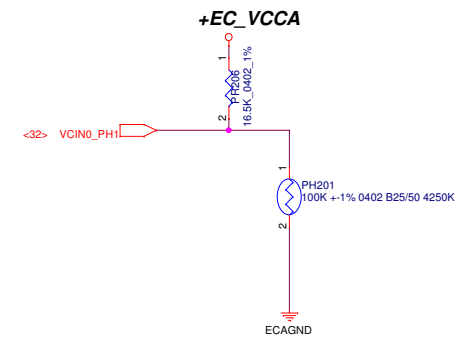 +EC_VCCA
1
PR206
16.5K_0402_1%
2
<32> VCIN0_PH1
1
PH201
100K +-1% 0402 B25/50 4250K
2
ECAGND